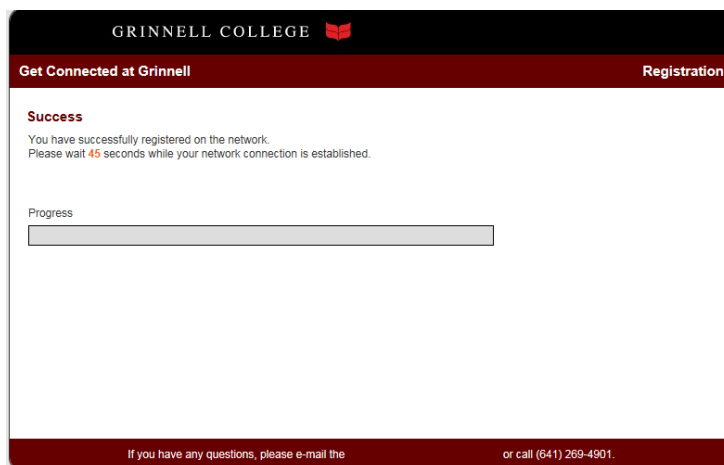 GRINNELL COLLEGE
Get Connected at Grinnell Registration
Success
You have successfully registered on the network.
Please wait 45 seconds while your network connection is established.
Progress
If you have any questions, please e-mail the or call (641) 269-4901.